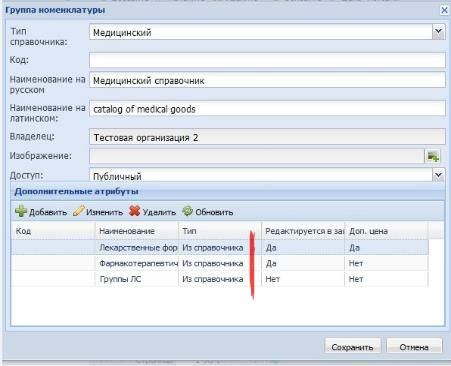 Группа номенклатуры
Тип справочника: Медицинский
Код:
Наименование на русском Медицинский справочник
Наименование на латинском: catalog of medical goods
Владелец: Тестовая организация 2
Изображение:
Доступ: Публичный
Дополнительные атрибуты
Добавить Изменить Удалить Обновить
Код Наименование Тип Редактируется в за Доп. цена
Лекарственные фор Из справочника Да Да
Фармакотерапевтич Из справочника Да Нет
Группы ЛС Из справочника Нет Нет
Сохранить Отмена